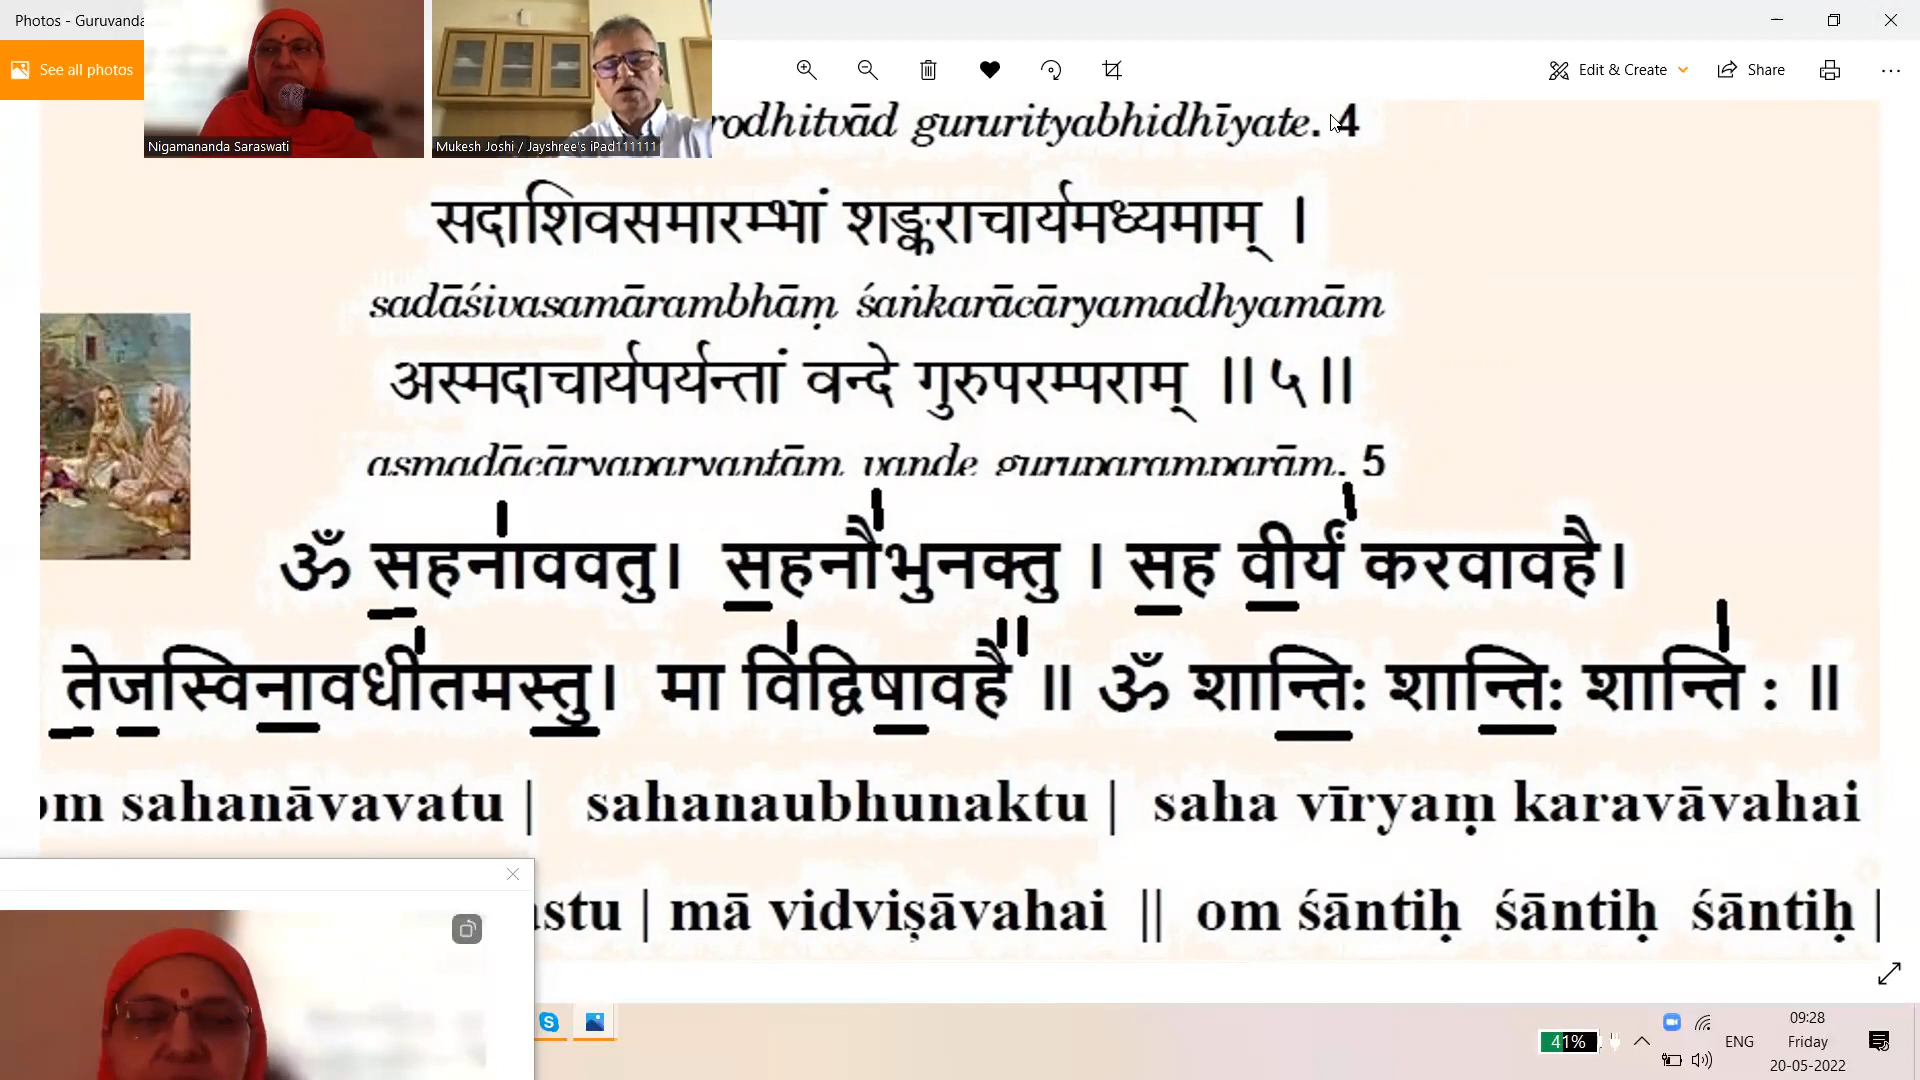 Photos - Guruvanda
See all photos
Edit & Create
Share
Nigamananda Saraswati
Mukesh Joshi / Jayshree's iPad111111
rodhitvād gururityabhidhīyate. 4
सदाशिवसमारम्भां शङ्कराचार्यमध्यमाम् ।
sadāśivasamārambhāṃ śaṅkarācāryamadhyamām
अस्मदाचार्यपर्यन्तां वन्दे गुरुपरम्पराम् ॥५॥
asmadācāryaparyantām vande guruparamparām. 5
ॐ सहनाववतु। सहनौभुनक्तु । सह वीर्यं करवावहै।
तेजस्विनावधीतमस्तु। मा विद्विषावहै ॥ ॐ शान्तिः शान्तिः शान्ति : ॥
om sahanāvavatu | sahanaubhunaktu | saha vīryaṃ karavāvahai
astu | mā vidviṣāvahai || om śāntiḥ śāntiḥ śāntiḥ |
41%
ENG
09:28
Friday
20-05-2022